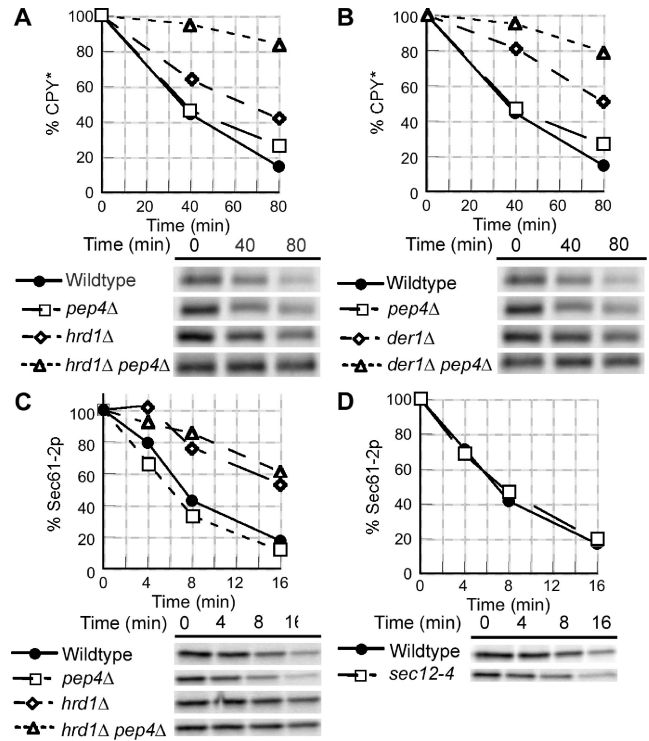 A
100
80
60
40
20
0
% CPY*
0 20 40 60 80
Time (min)
Time (min) 0 40 80
Wildtype
pep4Δ
hrd1Δ
hrd1Δ pep4Δ
B
100
80
60
40
20
0
% CPY*
0 20 40 60 80
Time (min)
Time (min) 0 40 80
Wildtype
pep4Δ
der1Δ
der1Δ pep4Δ
C
100
80
60
40
20
0
% Sec61-2p
0 4 8 12 16
Time (min)
Time (min) 0 4 8 16
Wildtype
pep4Δ
hrd1Δ
hrd1Δ pep4Δ
D
100
80
60
40
20
0
% Sec61-2p
0 4 8 12 16
Time (min)
Time (min) 0 4 8 16
Wildtype
sec12-4